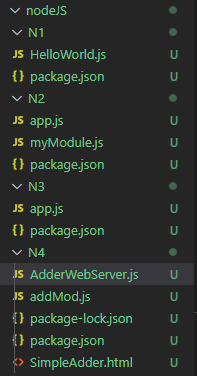 nodeJS
N1
JS HelloWorld.js U
{} package.json U
N2
JS app.js U
JS myModule.js U
{} package.json U
N3
JS app.js U
{} package.json U
N4
JS AdderWebServer.js U
JS addMod.js U
{} package-lock.json U
{} package.json U
<> SimpleAdder.html U